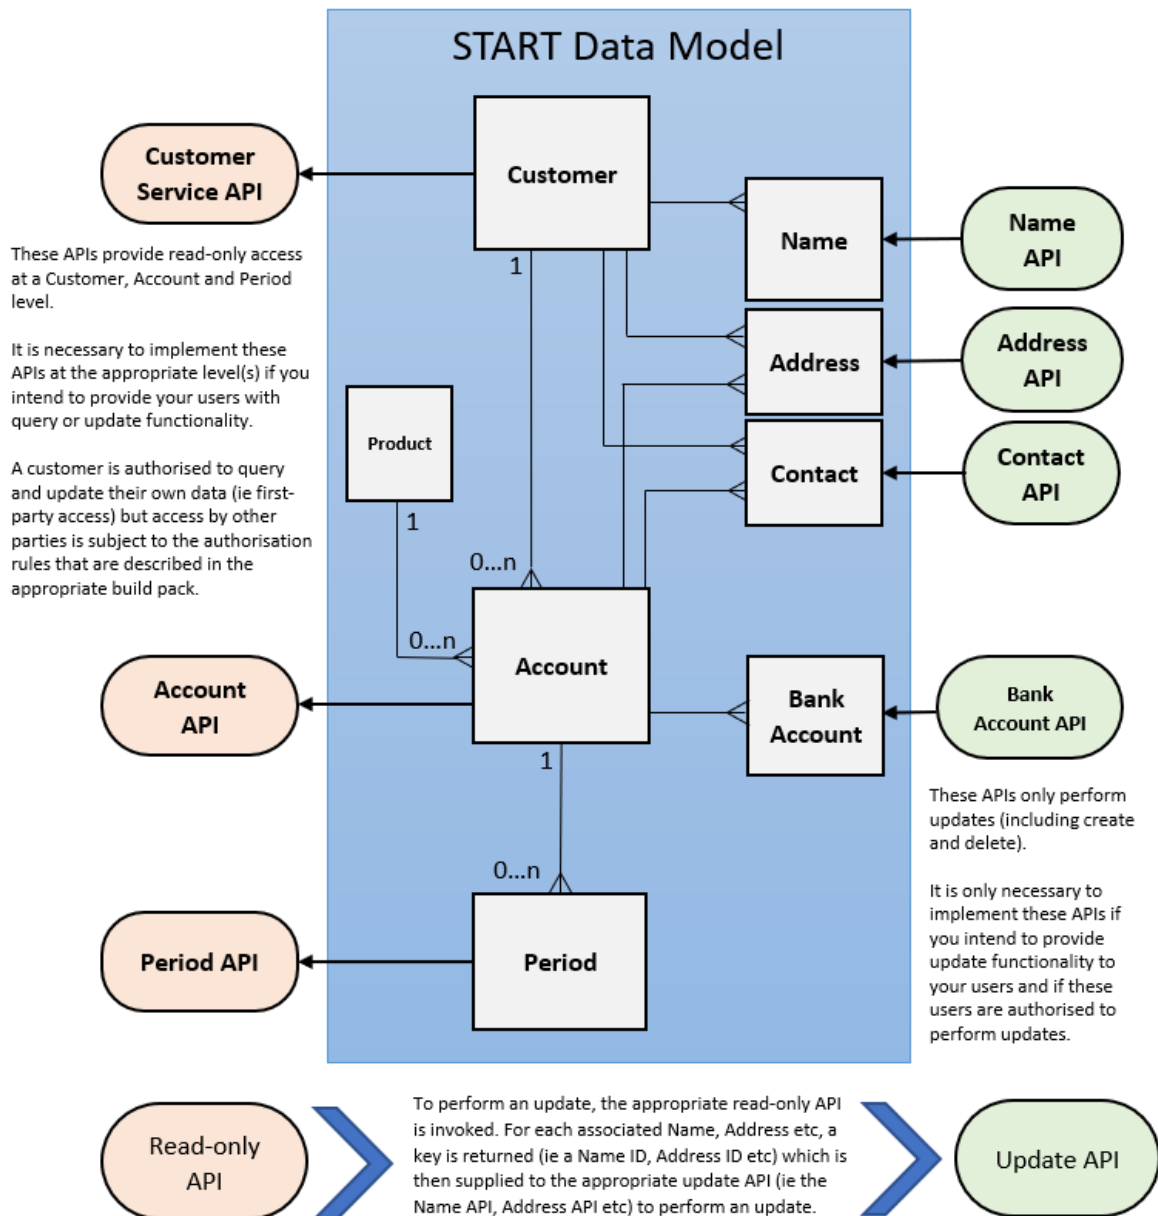 START Data Model
Customer
Service API
Customer
Name
Name
API
These APIs provide read-only access
at a Customer, Account and Period
level.
It is necessary to implement these
APIs at the appropriate level(s) if you
intend to provide your users with
query or update functionality.
A customer is authorised to query
and update their own data (ie first-
party access) but access by other
parties is subject to the authorisation
rules that are described in the
appropriate build pack.
1
Address
Address
API
Product
1
Contact
Contact
API
0...n
0...n
Account
API
Account
1
Bank
Account
Bank
Account API
These APIs only perform
updates (including create
and delete).
It is only necessary to
implement these APIs if
you intend to provide
update functionality to
your users and if these
users are authorised to
perform updates.
0...n
Period API
Period
Read-only
API
To perform an update, the appropriate read-only API
is invoked. For each associated Name, Address etc, a
key is returned (ie a Name ID, Address ID etc) which is
then supplied to the appropriate update API (ie the
Name API, Address API etc) to perform an update.
Update API